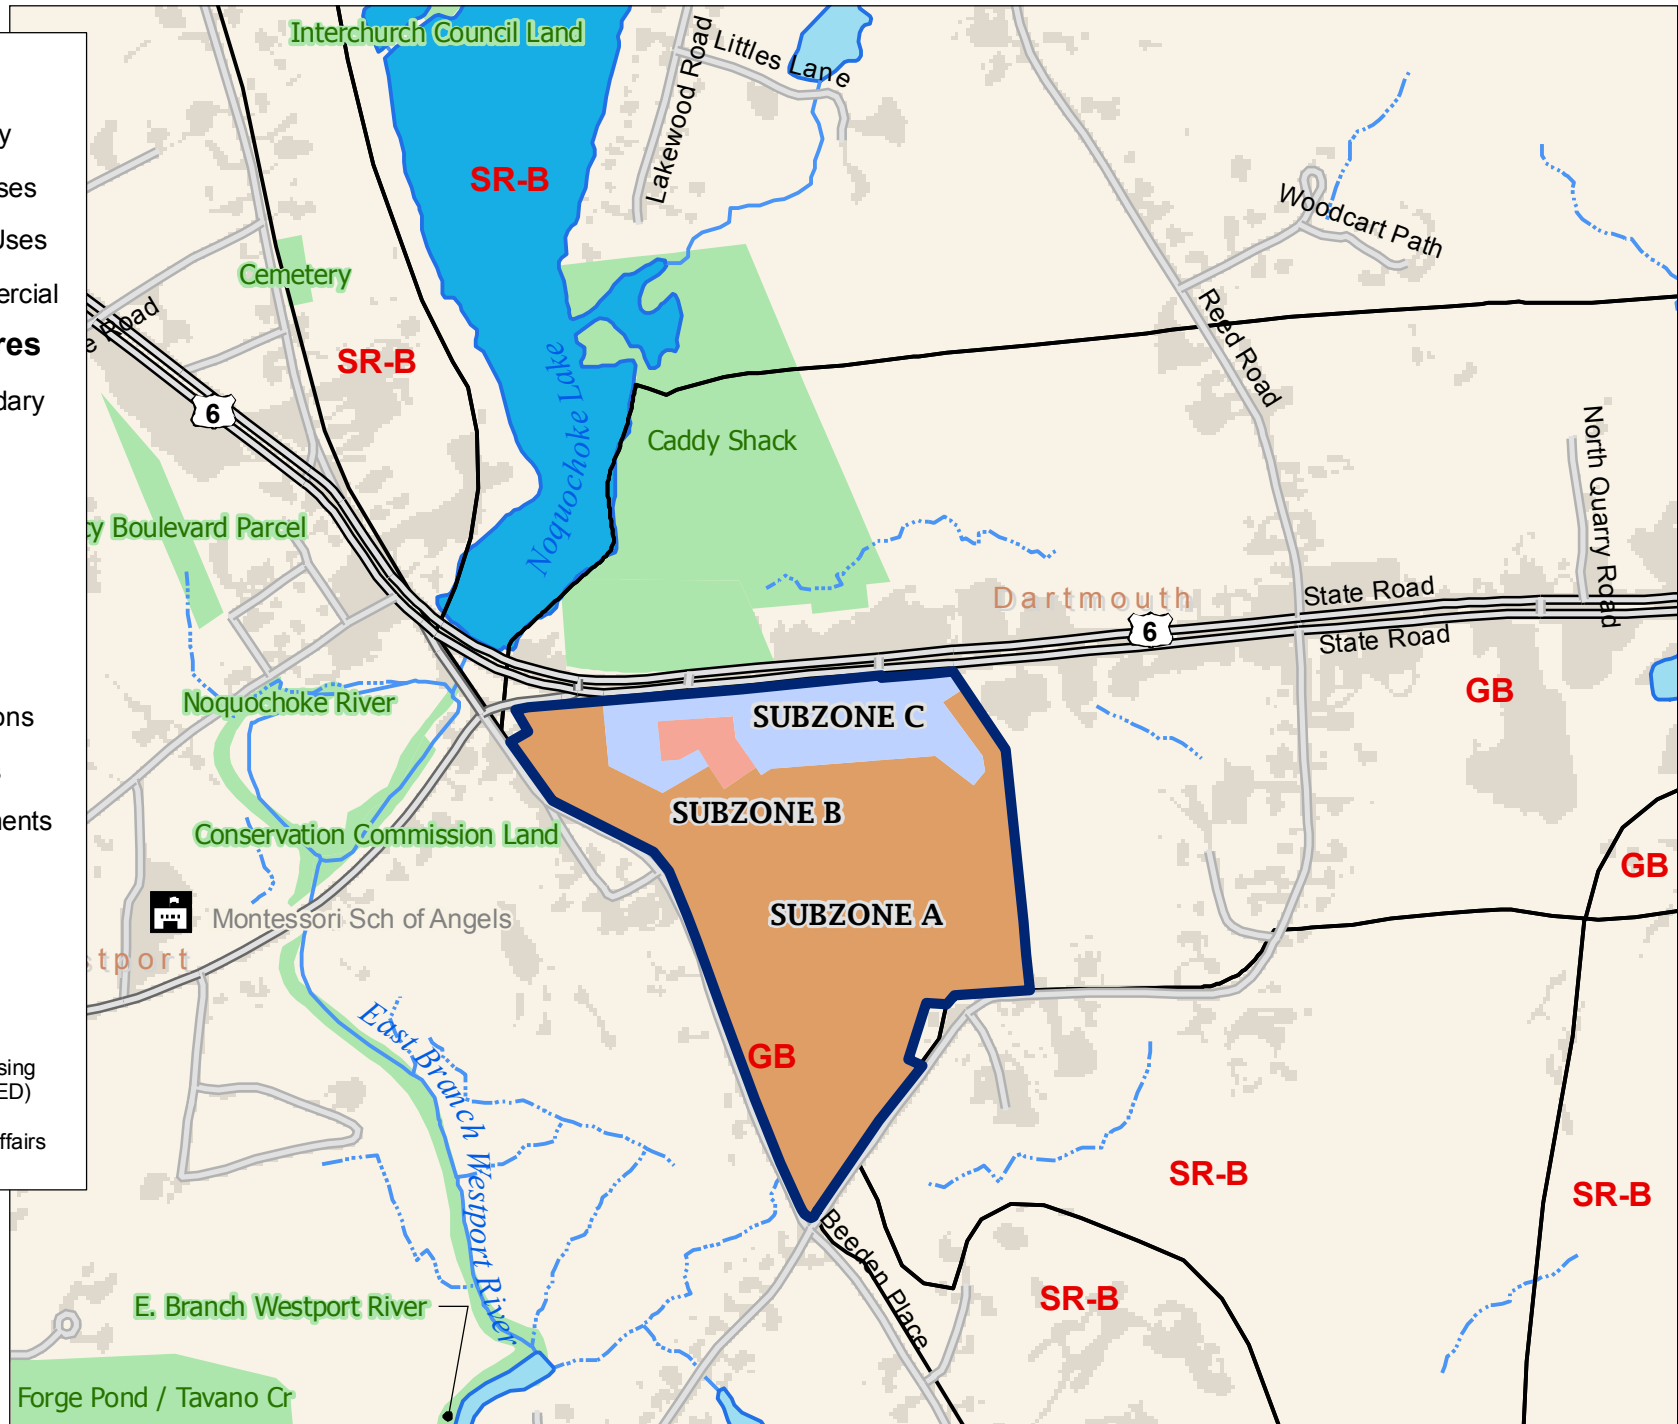 Interchurch Council Land
Littles Lane
Lakewood Road
SR-B
Woodcart Path
Cemetery
ses
Uses
ercial
res
dary
Road
SR-B
6
Noquochoke Lake
Caddy Shack
Reed Road
North Quarry Road
cy Boulevard Parcel
Dartmouth
6
State Road
State Road
GB
Noquochoke River
ons
SUBZONE C
SUBZONE B
ments
Conservation Commission Land
GB
SUBZONE A
Montessori Sch of Angels
tport
East Branch Westport River
GB
sing
ED)
ffairs
SR-B
SR-B
Beeden Place
SR-B
E. Branch Westport River
Forge Pond / Tavano Cr